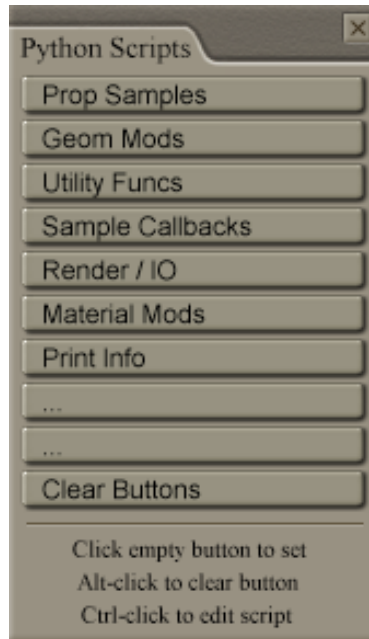 Python Scripts
Prop Samples
Geom Mods
Utility Funcs
Sample Callbacks
Render / IO
Material Mods
Print Info
...
...
Clear Buttons
Click empty button to set
Alt-click to clear button
Ctrl-click to edit script